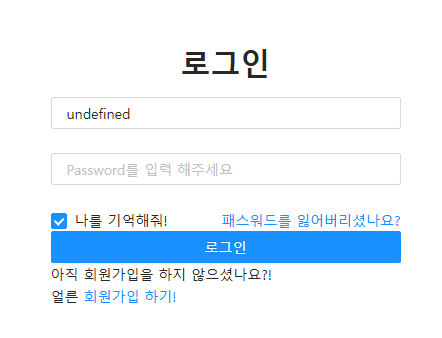 로그인
undefined
Password를 입력 해주세요
나를 기억해줘! 패스워드를 잃어버리셨나요?
로그인
아직 회원가입을 하지 않으셨나요?!
얼른 회원가입 하기!